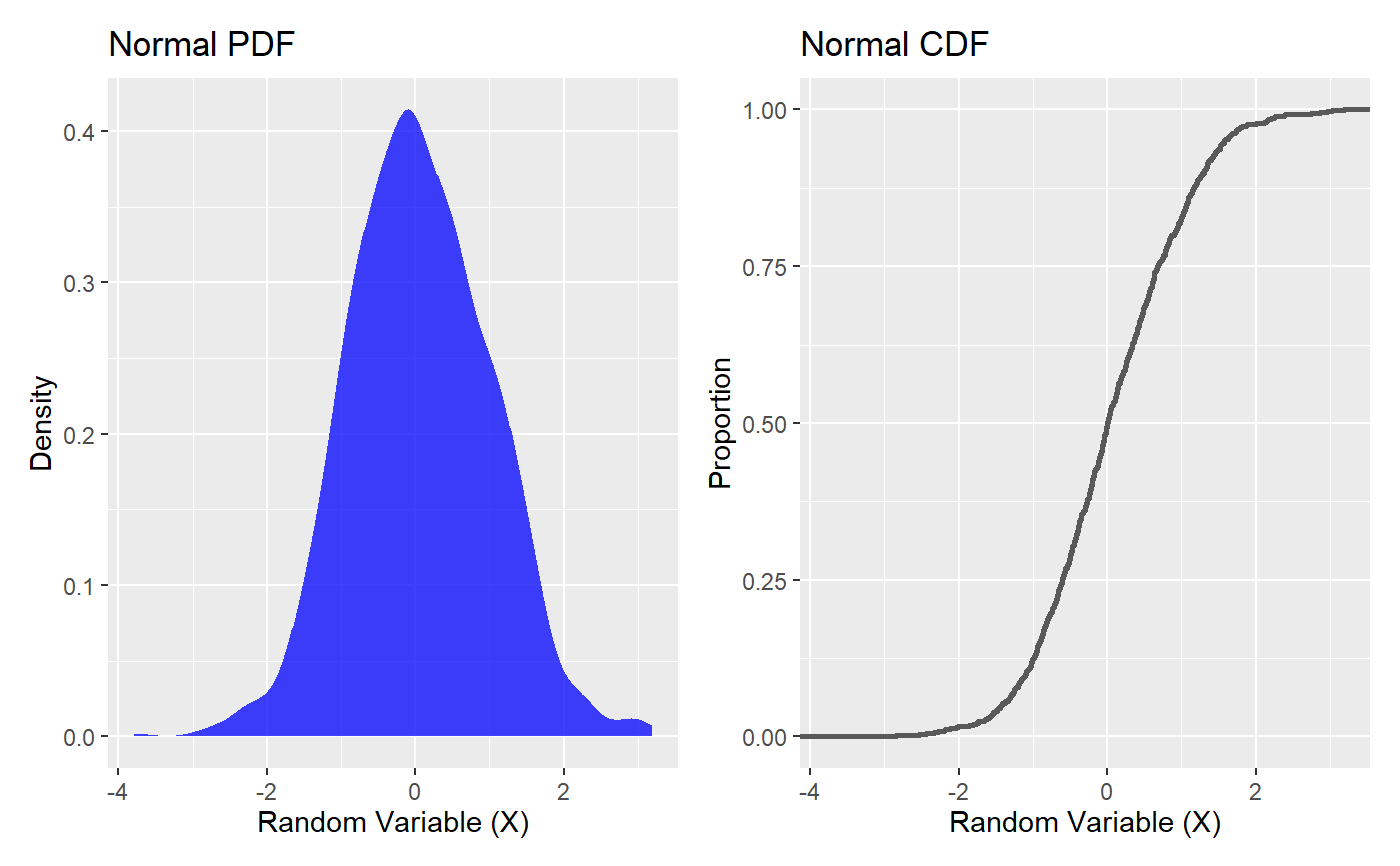 Normal PDF
Density
0.4
0.3
0.2
0.1
0.0
-4 -2 0 2
Random Variable (X)
Normal CDF
Proportion
1.00
0.75
0.50
0.25
0.00
-4 -2 0 2
Random Variable (X)